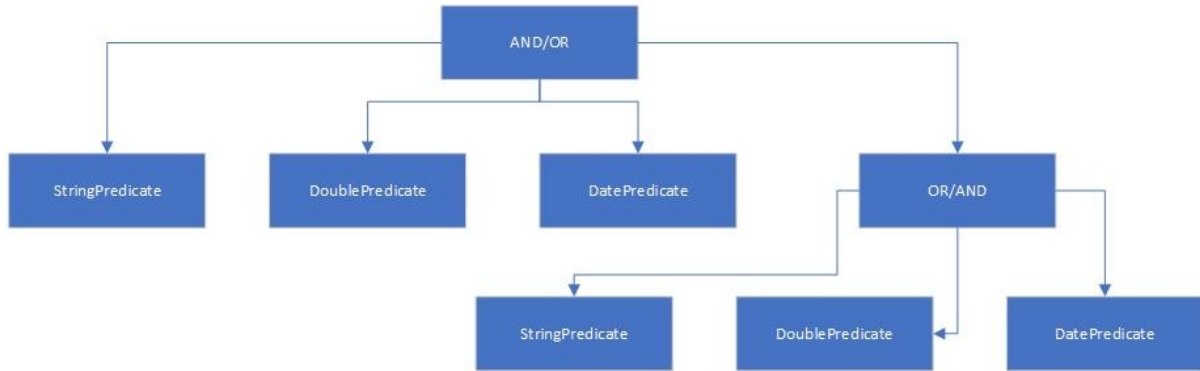 AND/OR
StringPredicate
DoublePredicate
DatePredicate
OR/AND
StringPredicate
DoublePredicate
DatePredicate